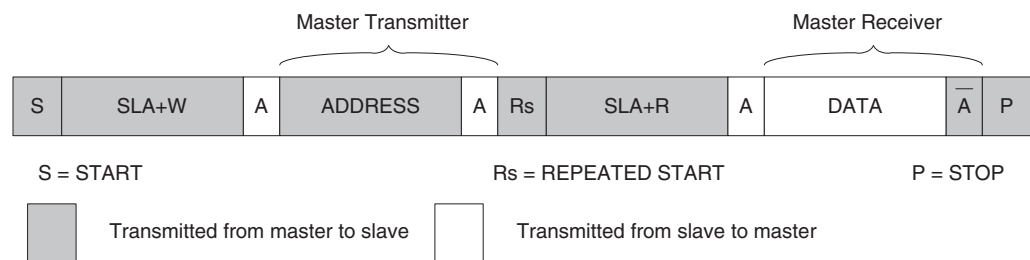 Master Transmitter Master Receiver
S SLA+W A ADDRESS A Rs SLA+R A DATA A̅ P
S = START Rs = REPEATED START P = STOP
Transmitted from master to slave Transmitted from slave to master